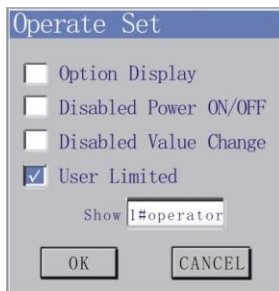 Operate Set
Option Display
Disabled Power ON/OFF
Disabled Value Change
User Limited
Show 1#operator
OK CANCEL